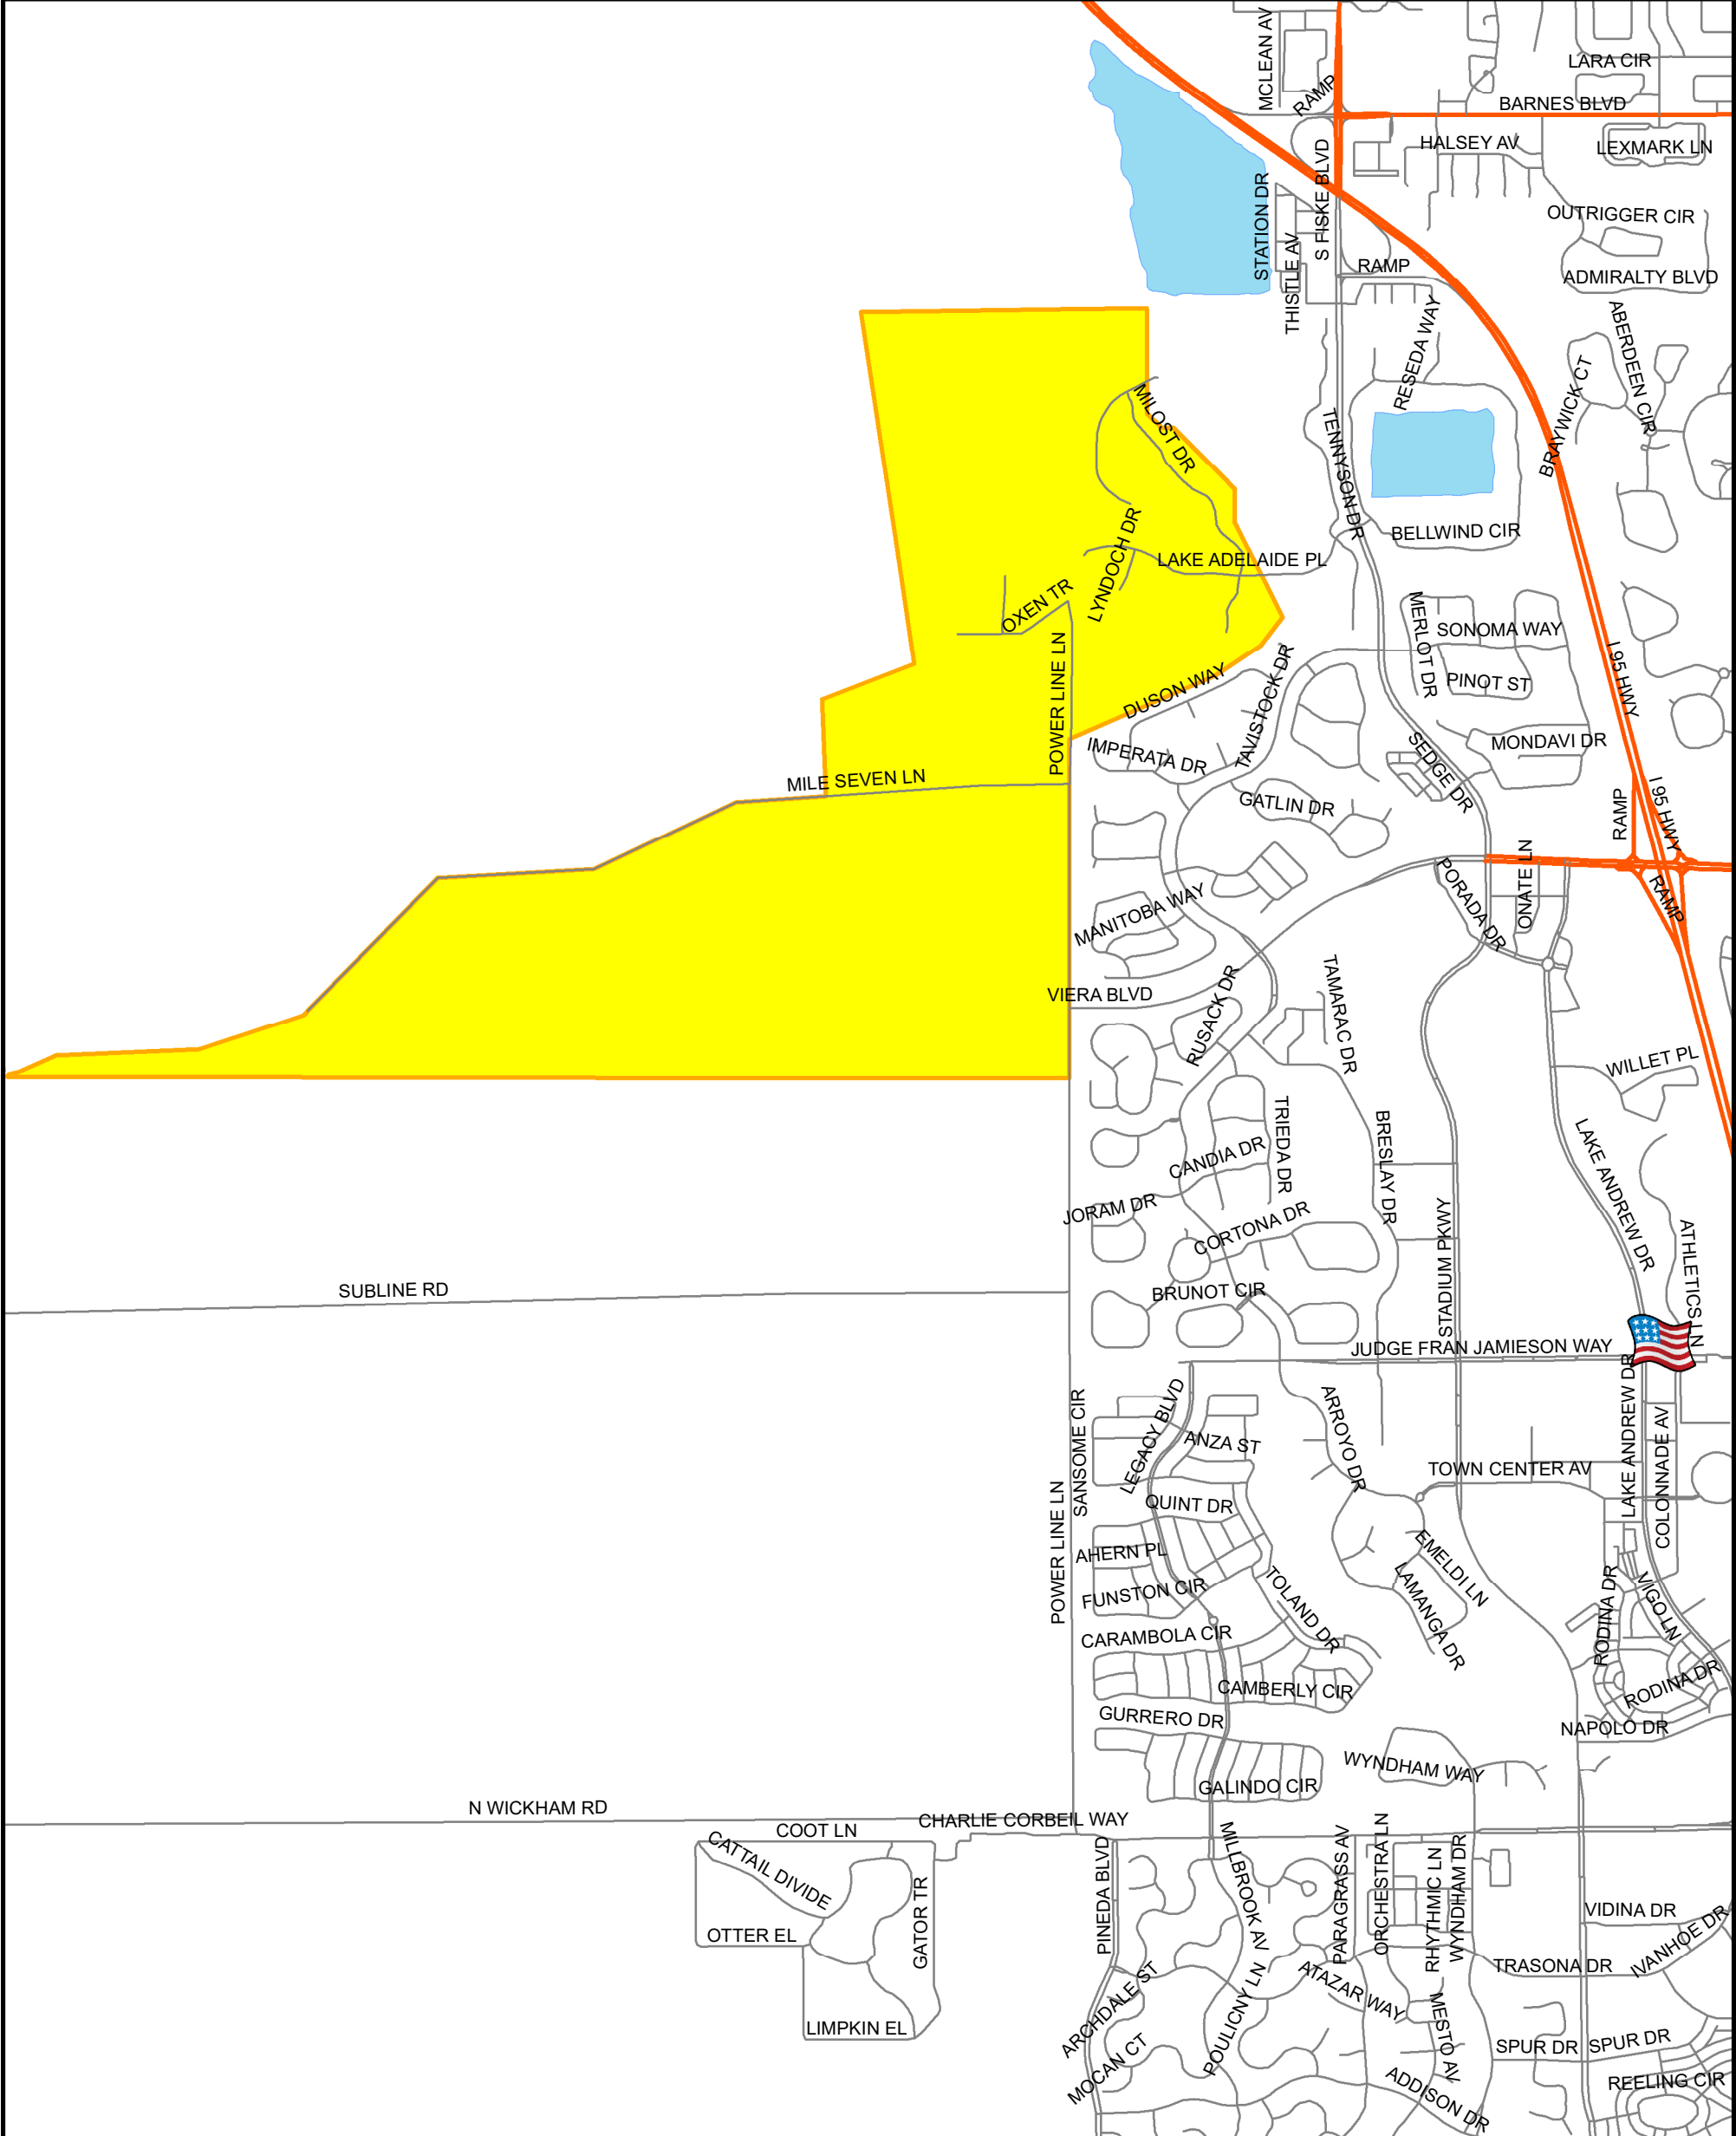 MCLEAN AV
LARA CIR
RAMP
BARNES BLVD
HALSEY AV
LEXMARK LN
S FISKE BLVD
STATION DR
OUTRIGGER CIR
THISTLE AV
RAMP
ADMIRALTY BLVD
RESEDA WAY
ABERDEEN CIR
BRAYWICK CT
MILOST DR
TENNYSON DR
BELLWIND CIR
LYNDOCH DR
LAKE ADELAIDE PL
OXEN TR
MERLOT DR
SONOMA WAY
I 95 HWY
POWER LINE LN
DUSON WAY
TAVISTOCK DR
PINOT ST
IMPERATA DR
SEDGE DR
MONDAVI DR
MILE SEVEN LN
GATLIN DR
RAMP
I 95 HWY
PORADA DR
ONATE LN
RAMP
MANITOBA WAY
VIERA BLVD
RUSACK DR
TAMARAC DR
WILLET PL
TRIEDA DR
BRESLAY DR
LAKE ANDREW DR
CANDIA DR
JORAM DR
CORTONA DR
STADIUM PKWY
ATHLETICS LN
SUBLINE RD
BRUNOT CIR
JUDGE FRAN JAMIESON WAY
SANSOME CIR
LEGACY BLVD
ANZA ST
ARROYO DR
LAKE ANDREW DR
COLONNADE AV
TOWN CENTER AV
POWER LINE LN
QUINT DR
AHERN PL
EMELDI LN
FUNSTON CIR
TOLAND DR
LAMANGA DR
RODINA DR
VIGO LN
CARAMBOLA CIR
CAMBERLY CIR
RODINA DR
GURRERO DR
NAPOLO DR
WYNDHAM WAY
GALINDO CIR
N WICKHAM RD
CHARLIE CORBEIL WAY
COOT LN
CATTAIL DIVIDE
GATOR TR
PINEDA BLVD
MILLBROOK AV
PARAGRASS AV
ORCHESTRA LN
RHYTHMIC LN
WYNDHAM DR
VIDINA DR
IVANHOE DR
OTTER EL
TRASONA DR
ARCHDALE ST
POULICNY LN
ATAZAR WAY
MESTO AV
LIMPKIN EL
MOCAN CT
SPUR DR
SPUR DR
ADDISON DR
REELING CIR